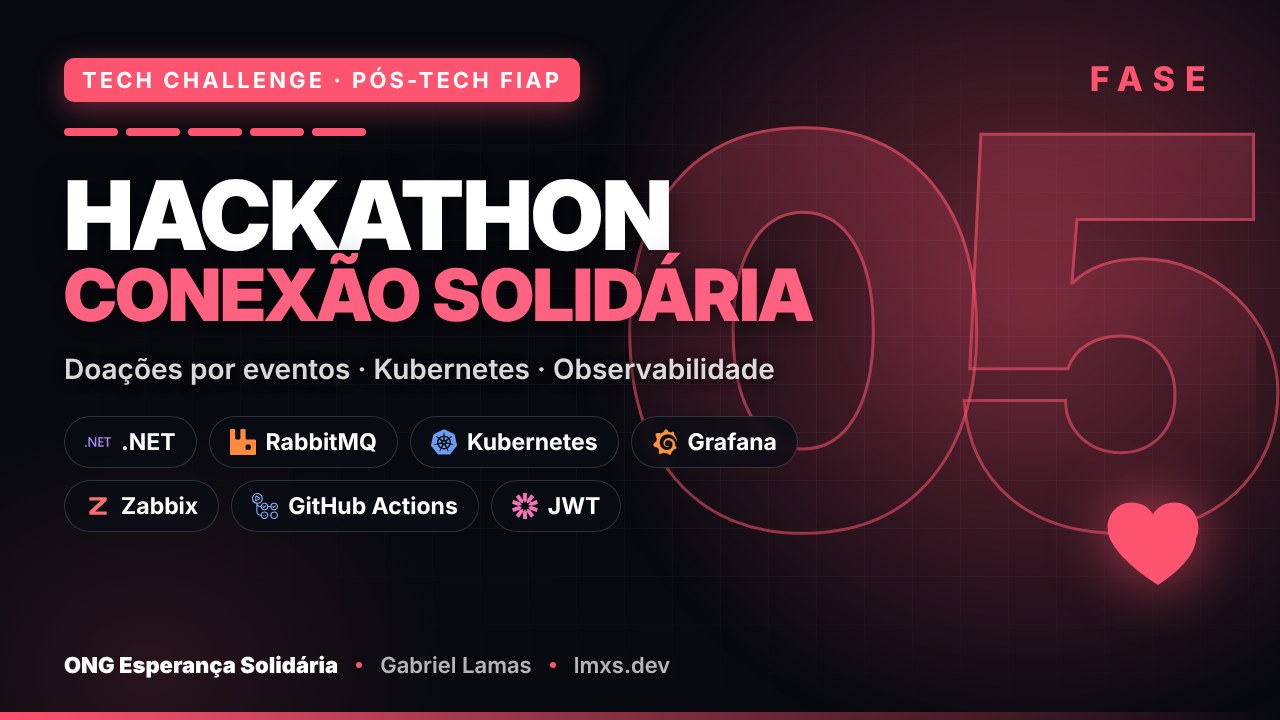 TECH CHALLENGE · PÓS-TECH FIAP
FASE
05
HACKATHON
CONEXÃO SOLIDÁRIA
Doações por eventos · Kubernetes · Observabilidade
.NET .NET RabbitMQ Kubernetes Grafana
Z Zabbix GitHub Actions JWT
ONG Esperança Solidária • Gabriel Lamas • lmxs.dev